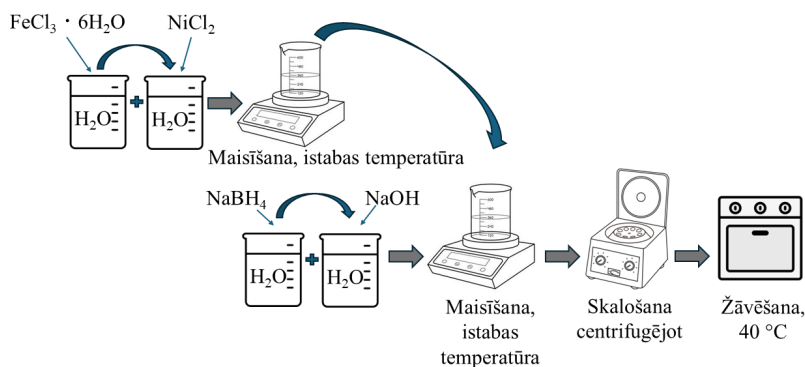 FeCl₃ · 6H₂O
NiCl₂
H₂O
H₂O
Maisīšana, istabas temperatūra
NaBH₄
NaOH
H₂O
H₂O
Maisīšana,
istabas
temperatūra
Skalošana
centrifugējot
Žāvēšana,
40 °C